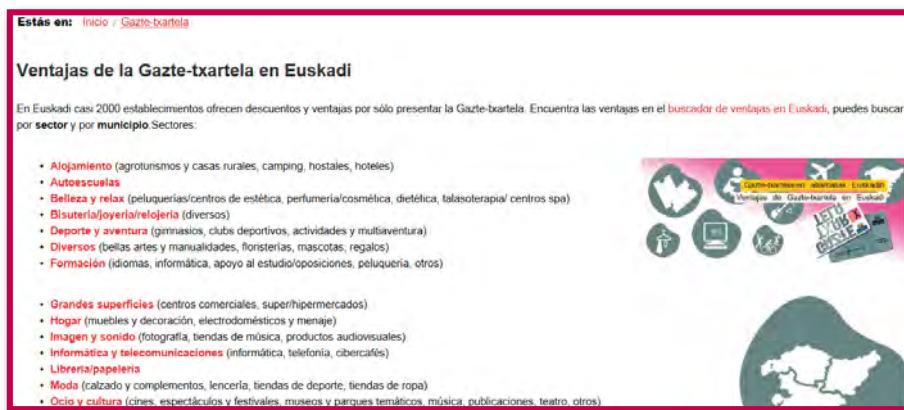 Estás en: Inicio / Gazte-txartela
Ventajas de la Gazte-txartela en Euskadi
En Euskadi casi 2000 establecimientos ofrecen descuentos y ventajas por sólo presentar la Gazte-txartela. Encuentra las ventajas en el buscador de ventajas en Euskadi, puedes buscar
por sector y por municipio.Sectores:
• Alojamiento (agroturismos y casas rurales, camping, hostales, hoteles)
• Autoescuelas
• Belleza y relax (peluquerías/centros de estética, perfumería/cosmética, dietética, talasoterapia/ centros spa)
• Bisutería/joyería/relojería (diversos)
• Deporte y aventura (gimnasios, clubs deportivos, actividades y multiaventura)
• Diversos (bellas artes y manualidades, floristerías, mascotas, regalos)
• Formación (idiomas, informática, apoyo al estudio/oposiciones, peluquería, otros)
Gazte-txartelaren abantailak Euskadin
Ventajas de Gazte-txartela en Euskadi
• Grandes superficies (centros comerciales, super/hipermercados)
• Hogar (muebles y decoración, electrodomésticos y menaje)
• Imagen y sonido (fotografía, tiendas de música, productos audiovisuales)
• Informática y telecomunicaciones (informática, telefonía, cibercafés)
• Librería/papelería
• Moda (calzado y complementos, lencería, tiendas de deporte, tiendas de ropa)
• Ocio y cultura (cines, espectáculos y festivales, museos y parques temáticos, música, publicaciones, teatro, otros)